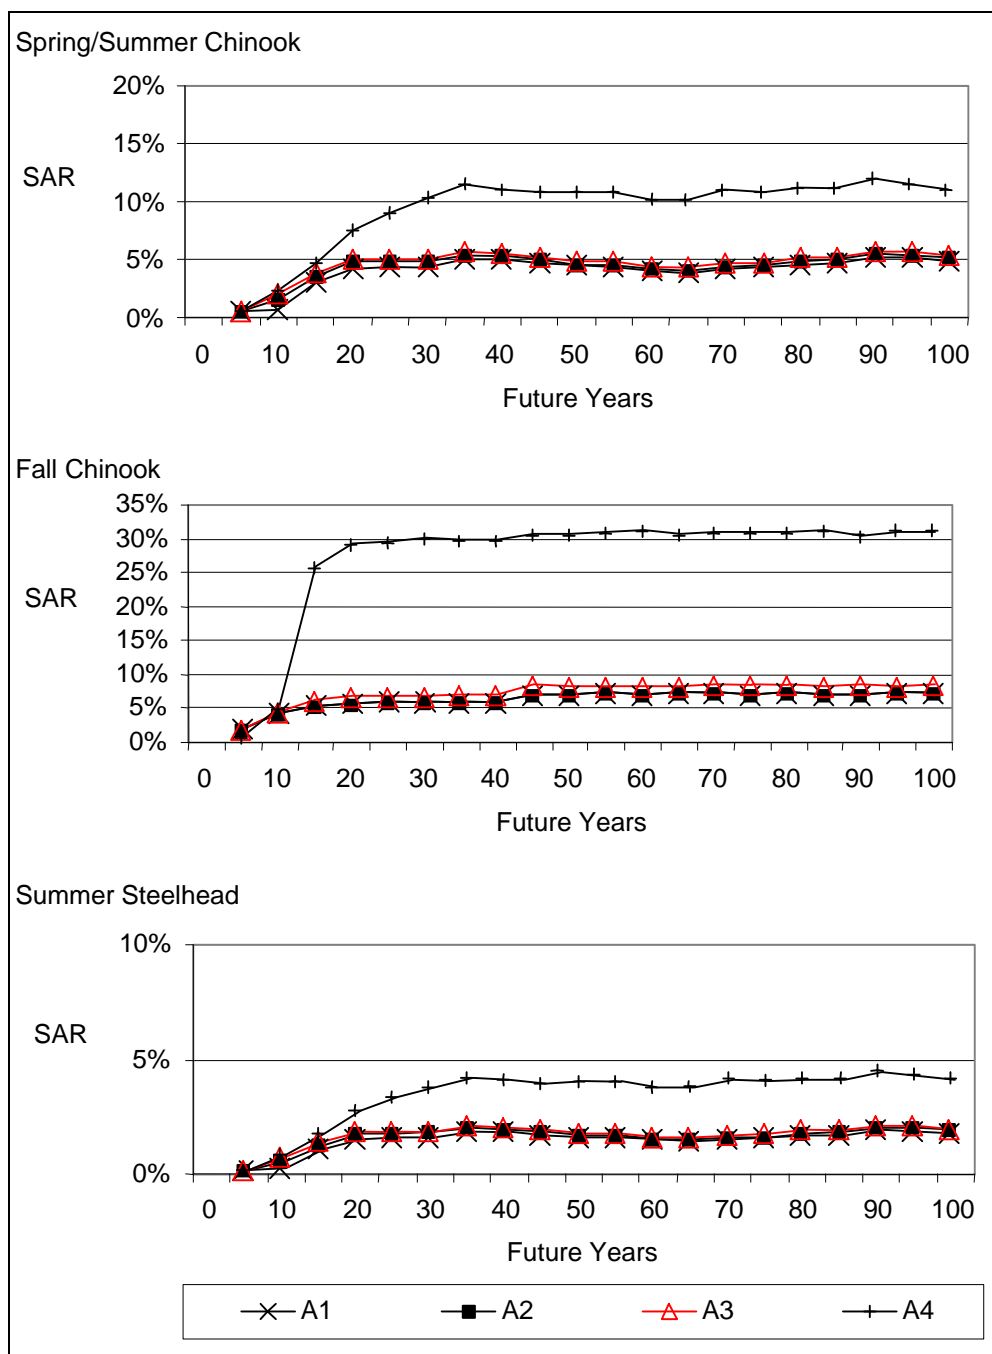 Spring/Summer Chinook
20%
15%
SAR
10%
5%
0%
0 10 20 30 40 50 60 70 80 90 100
Future Years
Fall Chinook
35%
30%
25%
SAR
20%
15%
10%
5%
0%
0 10 20 30 40 50 60 70 80 90 100
Future Years
Summer Steelhead
10%
SAR
5%
0%
0 10 20 30 40 50 60 70 80 90 100
Future Years
A1 A2 A3 A4